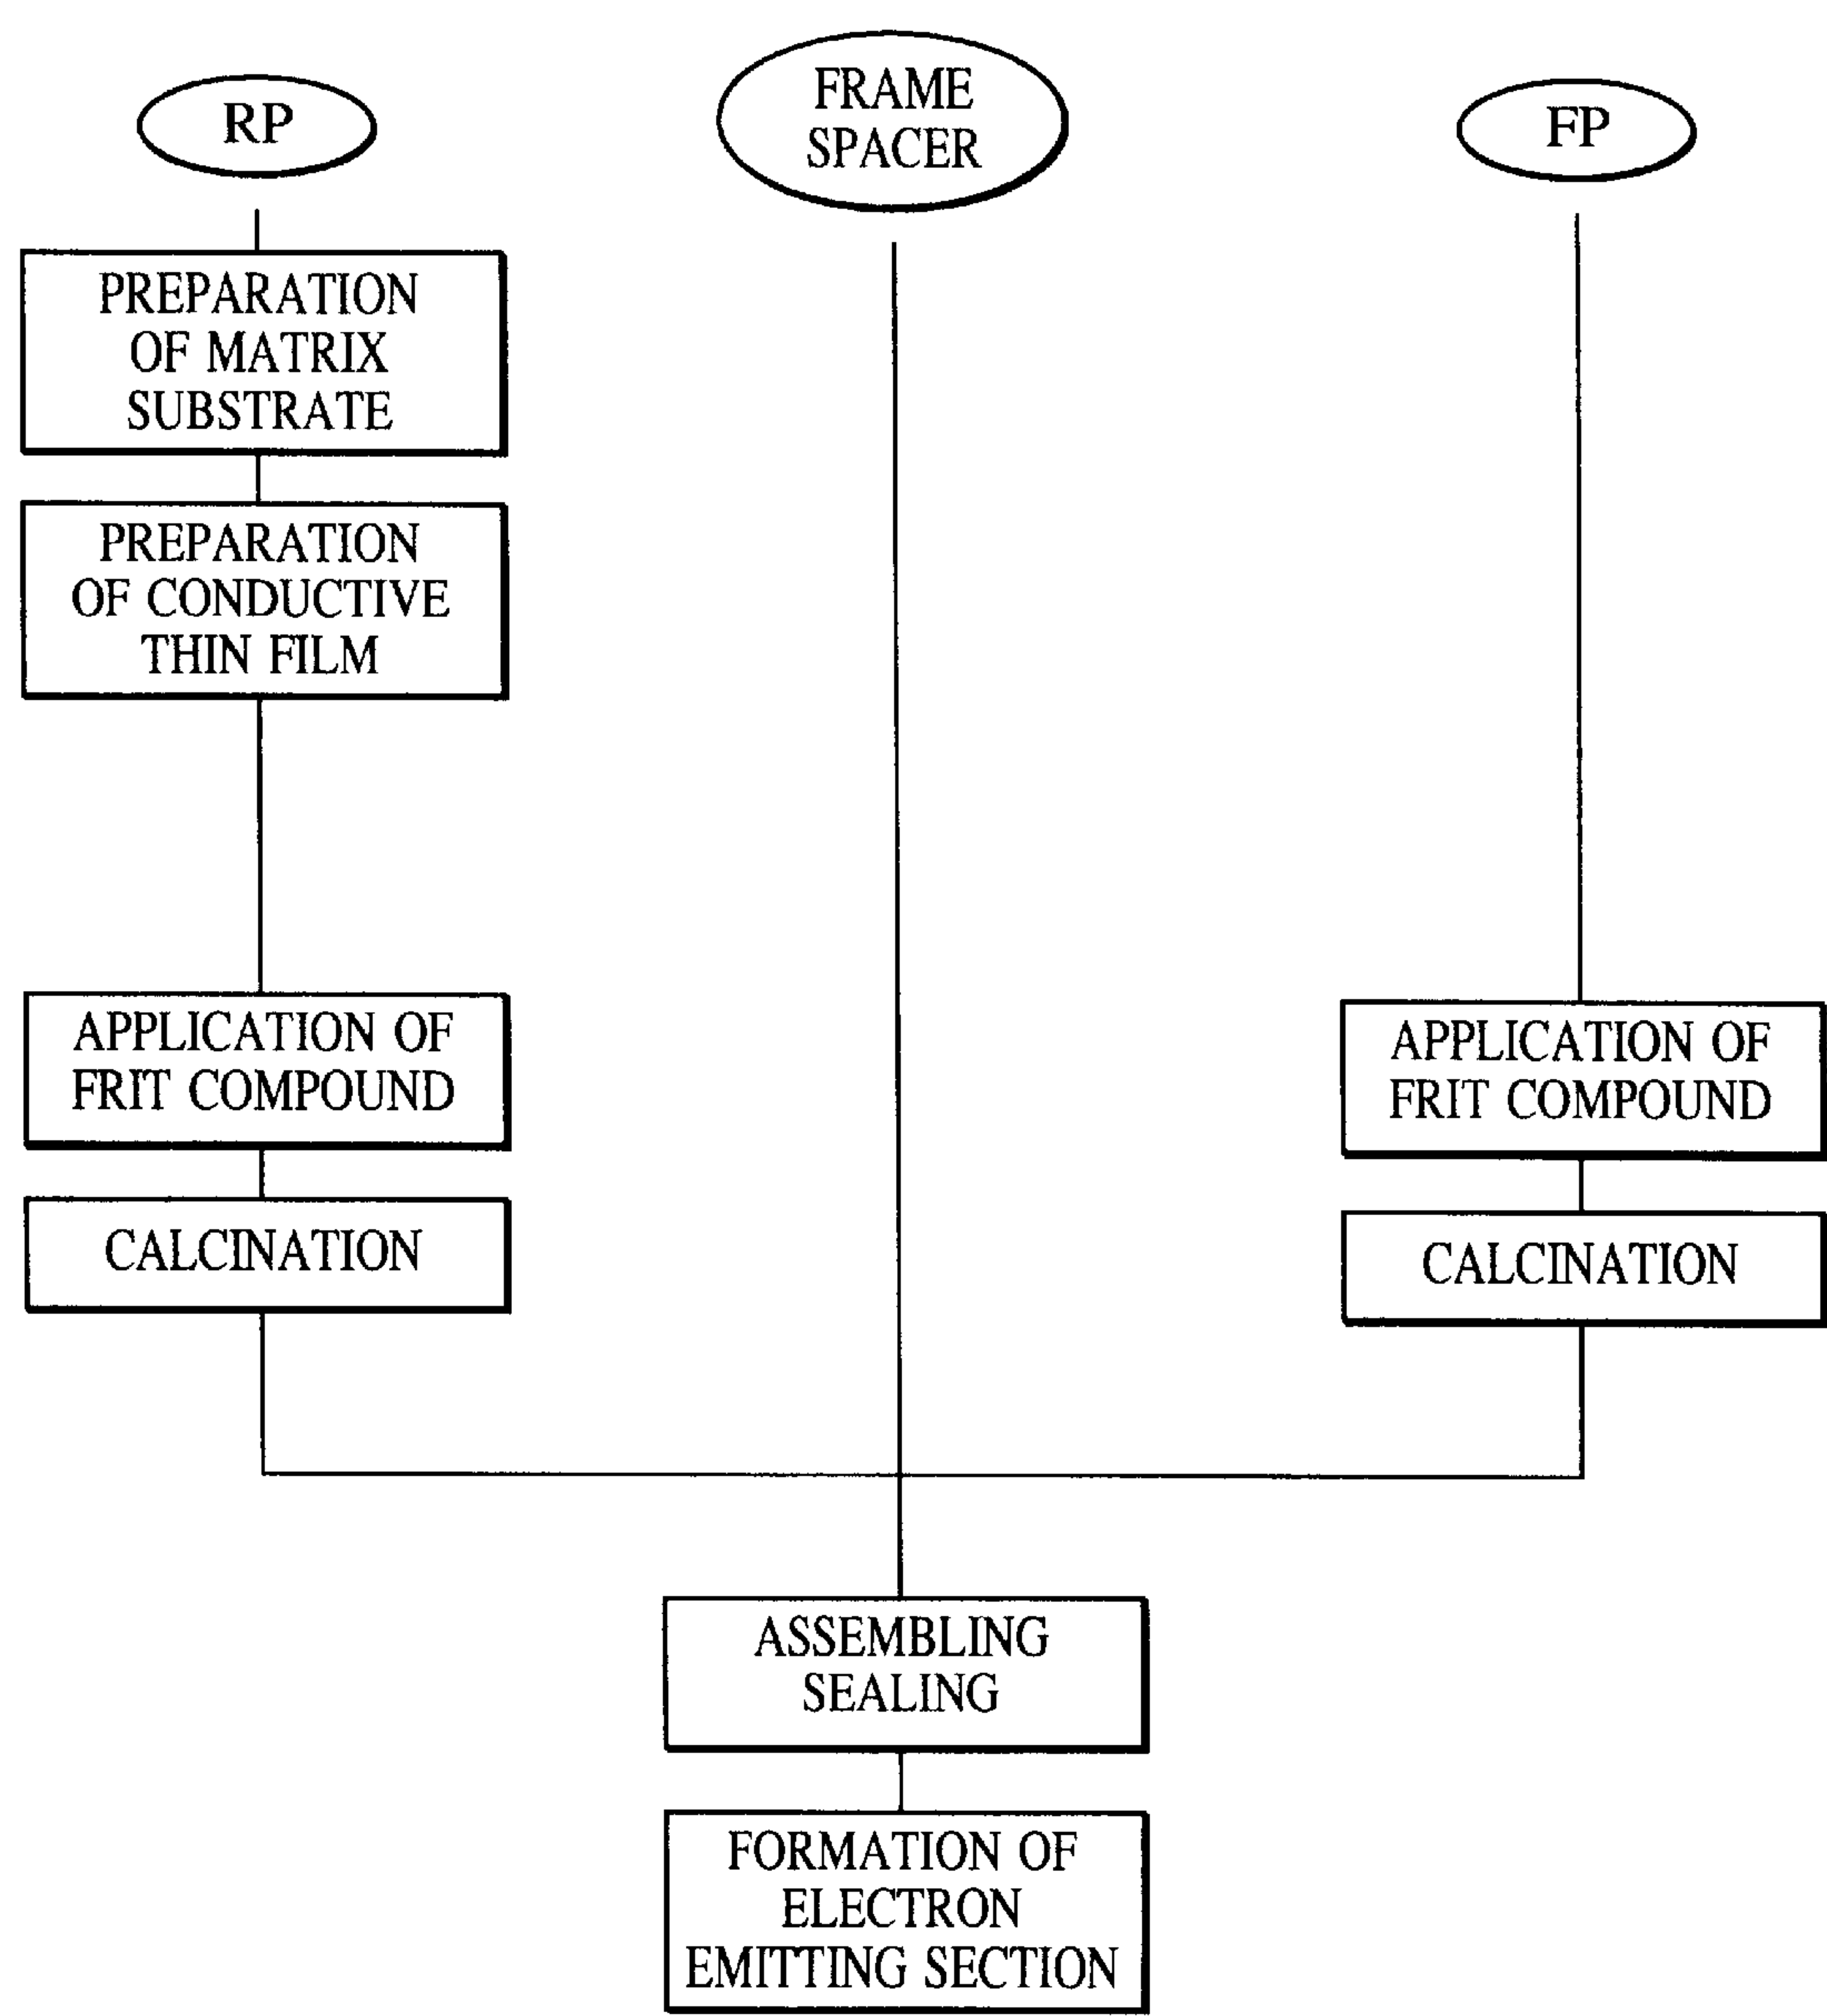 RP
FRAME
SPACER
FP
PREPARATION
OF MATRIX
SUBSTRATE
PREPARATION
OF CONDUCTIVE
THIN FILM
APPLICATION OF
FRIT COMPOUND
CALCINATION
APPLICATION OF
FRIT COMPOUND
CALCINATION
ASSEMBLING
SEALING
FORMATION OF
ELECTRON
EMITTING SECTION